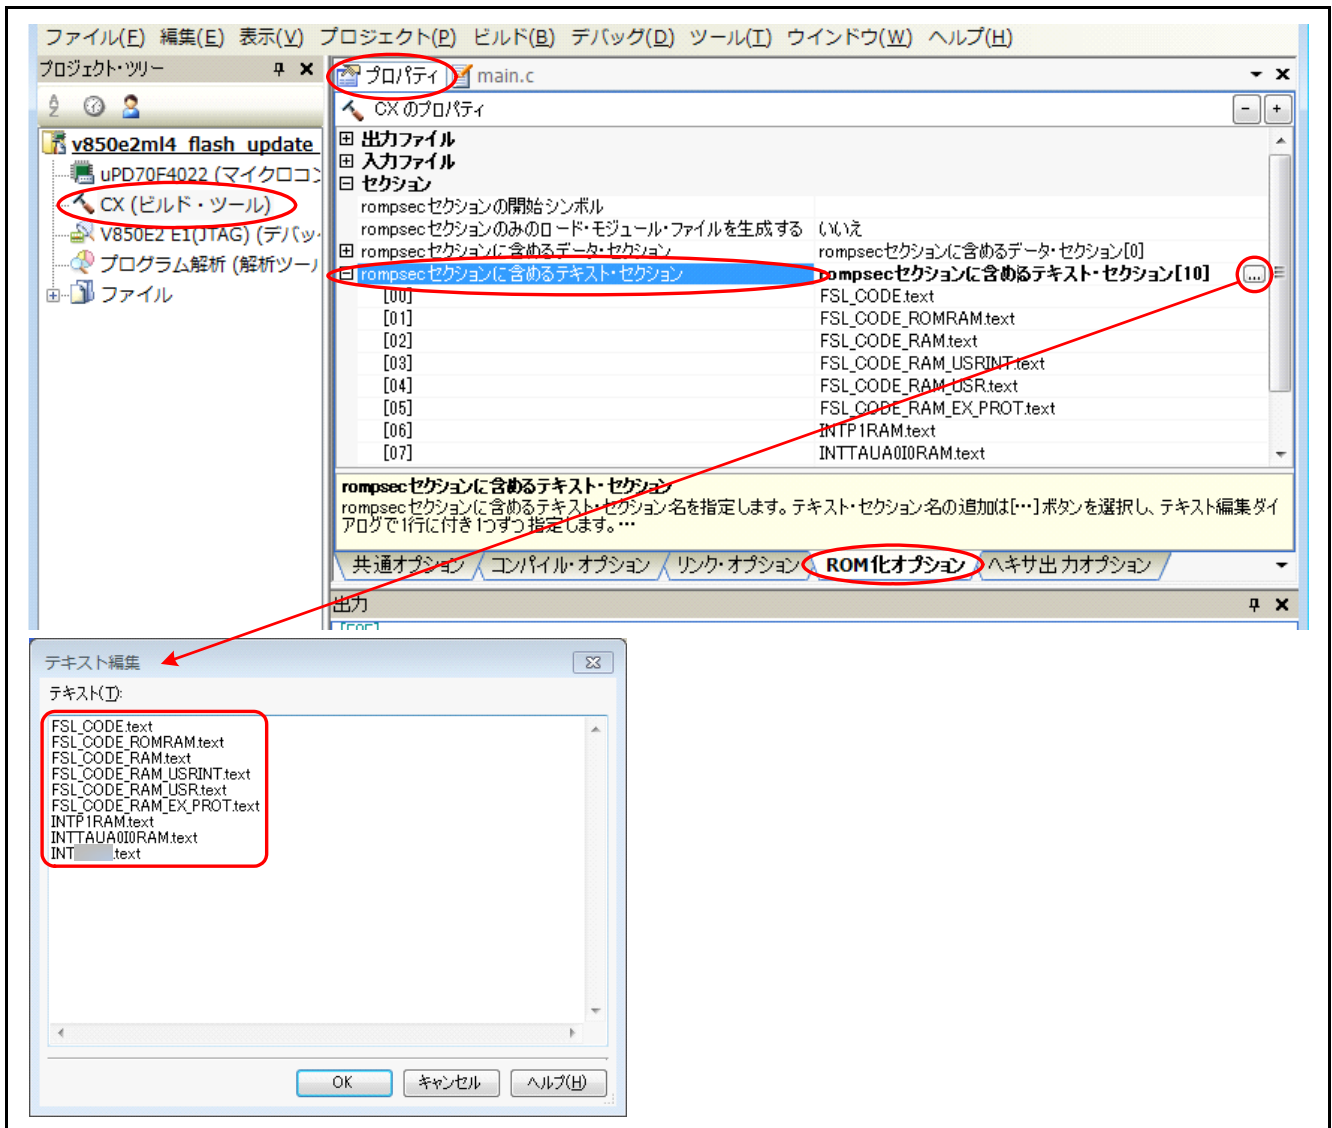 ファイル(F) 編集(E) 表示(V) プロジェクト(P) ビルド(B) デバッグ(D) ツール(T) ウインドウ(W) ヘルプ(H)
プロジェクト・ツリー
v850e2ml4_flash_update
uPD70F4022 (マイクロコン
CX (ビルド・ツール)
V850E2 E1(JTAG) (デバッ
プログラム解析 (解析ツー
ファイル
プロパティ main.c
CX のプロパティ
出力ファイル
入力ファイル
セクション
rompsecセクションの開始シンボル
rompsecセクションのみのロード・モジュール・ファイルを生成する いいえ
rompsecセクションに含めるデータ・セクション rompsecセクションに含めるデータ・セクション[0]
rompsecセクションに含めるテキスト・セクション rompsecセクションに含めるテキスト・セクション[10] ...
[00] FSL_CODE.text
[01] FSL_CODE_ROMRAM.text
[02] FSL_CODE_RAM.text
[03] FSL_CODE_RAM_USRINT.text
[04] FSL_CODE_RAM_USR.text
[05] FSL_CODE_RAM_EX_PROT.text
[06] INTP1RAM.text
[07] INTTAUA0I0RAM.text
rompsecセクションに含めるテキスト・セクション
rompsecセクションに含めるテキスト・セクション名を指定します。テキスト・セクション名の追加は[…]ボタンを選択し、テキスト編集ダイ
アログで1行に付き1つずつ指定します。…
共通オプション コンパイル・オプション リンク・オプション ROM化オプション ヘキサ出力オプション
出力
テキスト編集
テキスト(T):
FSL_CODE.text
FSL_CODE_ROMRAM.text
FSL_CODE_RAM.text
FSL_CODE_RAM_USRINT.text
FSL_CODE_RAM_USR.text
FSL_CODE_RAM_EX_PROT.text
INTP1RAM.text
INTTAUA0I0RAM.text
INT .text
OK キャンセル ヘルプ(H)